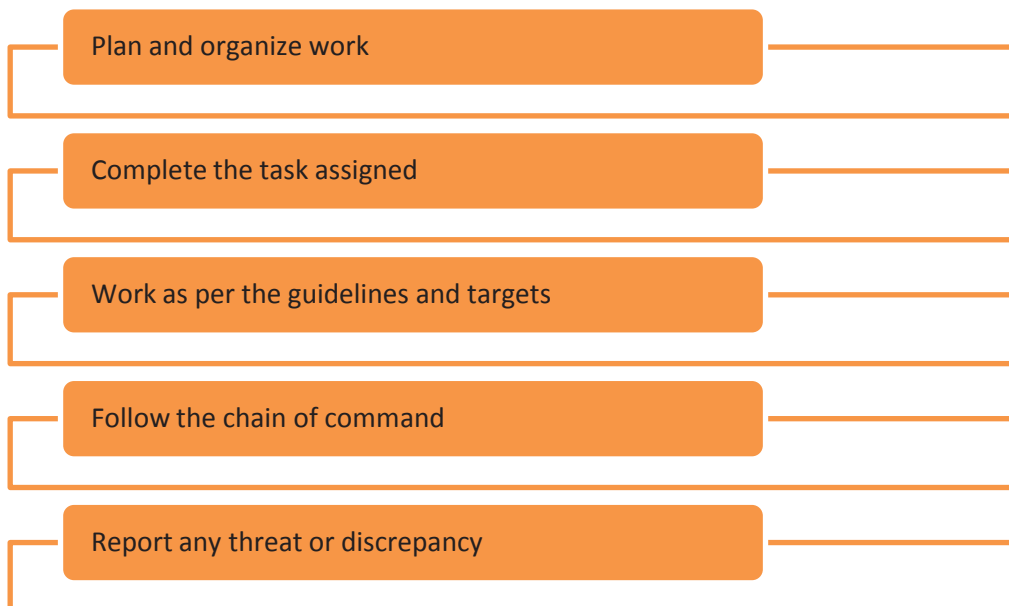 Plan and organize work
Complete the task assigned
Work as per the guidelines and targets
Follow the chain of command
Report any threat or discrepancy